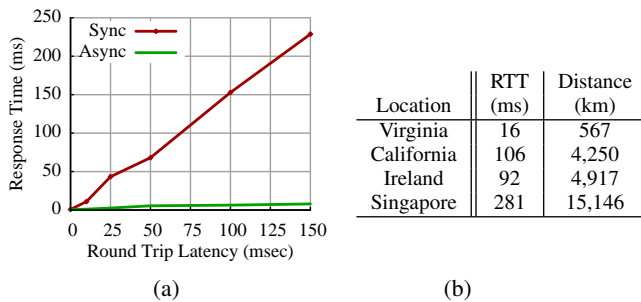 Sync
Async
Response Time (ms)
250
200
150
100
50
0
0 25 50 75 100 125 150
Round Trip Latency (msec)
(a)
RTT Distance
Location (ms) (km)
Virginia 16 567
California 106 4,250
Ireland 92 4,917
Singapore 281 15,146
(b)